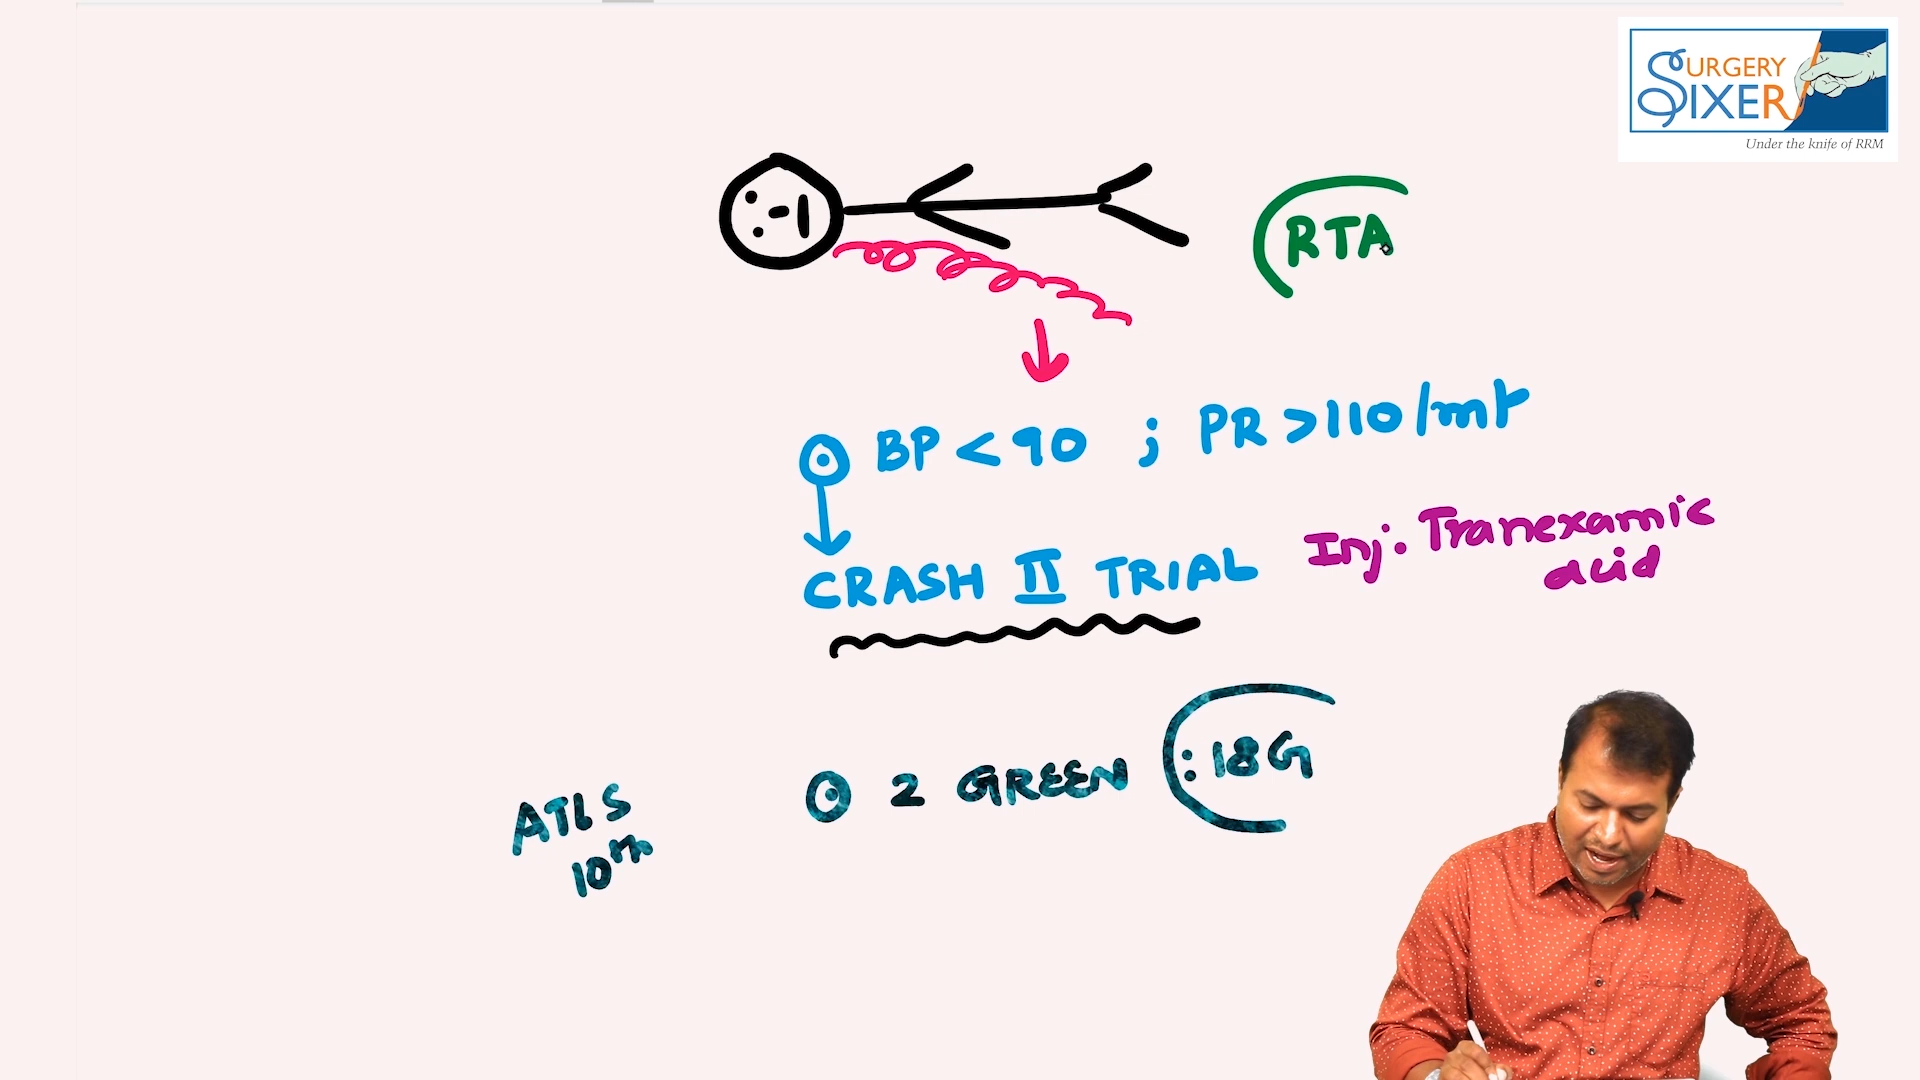 SURGERY
SIXER
Under the knife of RRM
RTA
BP < 90 ; PR > 110/mt
CRASH II TRIAL
Inj. Tranexamic
acid
2 GREEN : 18G
ATLS
10th